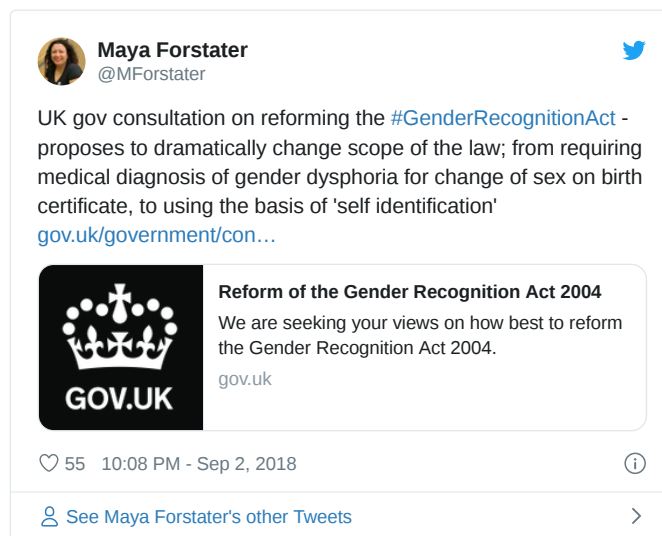 Maya Forstater
@MForstater
UK gov consultation on reforming the #GenderRecognitionAct -
proposes to dramatically change scope of the law; from requiring
medical diagnosis of gender dysphoria for change of sex on birth
certificate, to using the basis of 'self identification'
gov.uk/government/con…
GOV.UK
Reform of the Gender Recognition Act 2004
We are seeking your views on how best to reform
the Gender Recognition Act 2004.
gov.uk
55 10:08 PM - Sep 2, 2018
See Maya Forstater's other Tweets